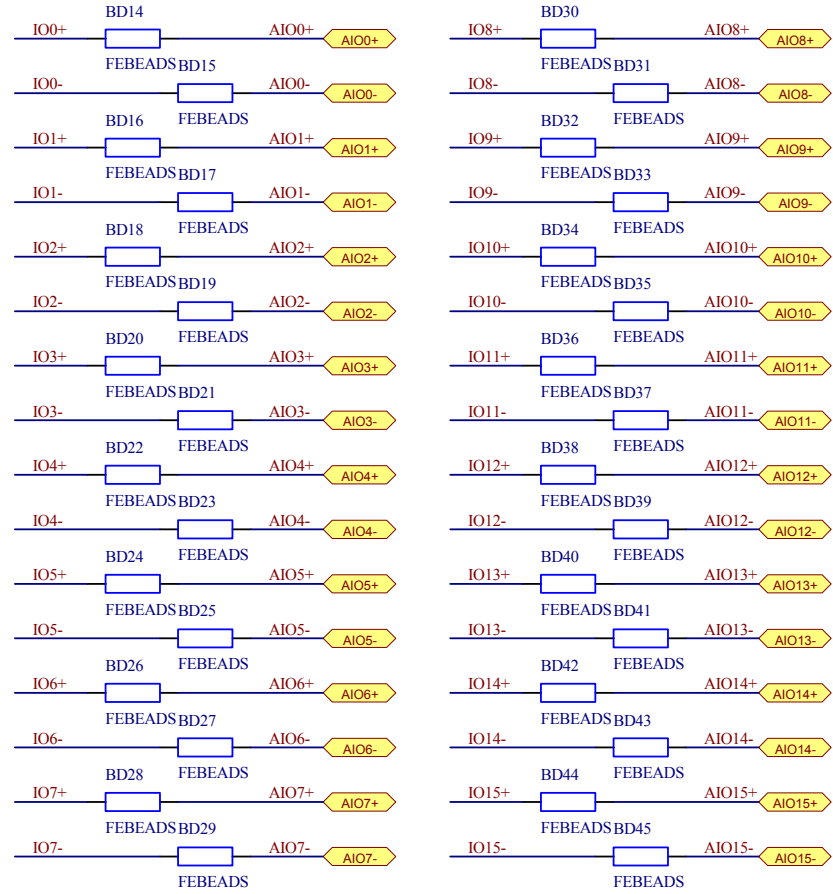 BD14
IO0+ AIO0+ AIO0+
FEBEADS BD15
IO0- AIO0- AIO0-
BD16 FEBEADS
IO1+ AIO1+ AIO1+
FEBEADS BD17
IO1- AIO1- AIO1-
BD18 FEBEADS
IO2+ AIO2+ AIO2+
FEBEADS BD19
IO2- AIO2- AIO2-
BD20 FEBEADS
IO3+ AIO3+ AIO3+
FEBEADS BD21
IO3- AIO3- AIO3-
BD22 FEBEADS
IO4+ AIO4+ AIO4+
FEBEADS BD23
IO4- AIO4- AIO4-
BD24 FEBEADS
IO5+ AIO5+ AIO5+
FEBEADS BD25
IO5- AIO5- AIO5-
BD26 FEBEADS
IO6+ AIO6+ AIO6+
FEBEADS BD27
IO6- AIO6- AIO6-
BD28 FEBEADS
IO7+ AIO7+ AIO7+
FEBEADS BD29
IO7- AIO7- AIO7-
FEBEADS
BD30
IO8+ AIO8+ AIO8+
FEBEADS BD31
IO8- AIO8- AIO8-
BD32 FEBEADS
IO9+ AIO9+ AIO9+
FEBEADS BD33
IO9- AIO9- AIO9-
BD34 FEBEADS
IO10+ AIO10+ AIO10+
FEBEADS BD35
IO10- AIO10- AIO10-
BD36 FEBEADS
IO11+ AIO11+ AIO11+
FEBEADS BD37
IO11- AIO11- AIO11-
BD38 FEBEADS
IO12+ AIO12+ AIO12+
FEBEADS BD39
IO12- AIO12- AIO12-
BD40 FEBEADS
IO13+ AIO13+ AIO13+
FEBEADS BD41
IO13- AIO13- AIO13-
BD42 FEBEADS
IO14+ AIO14+ AIO14+
FEBEADS BD43
IO14- AIO14- AIO14-
BD44 FEBEADS
IO15+ AIO15+ AIO15+
FEBEADS BD45
IO15- AIO15- AIO15-
FEBEADS